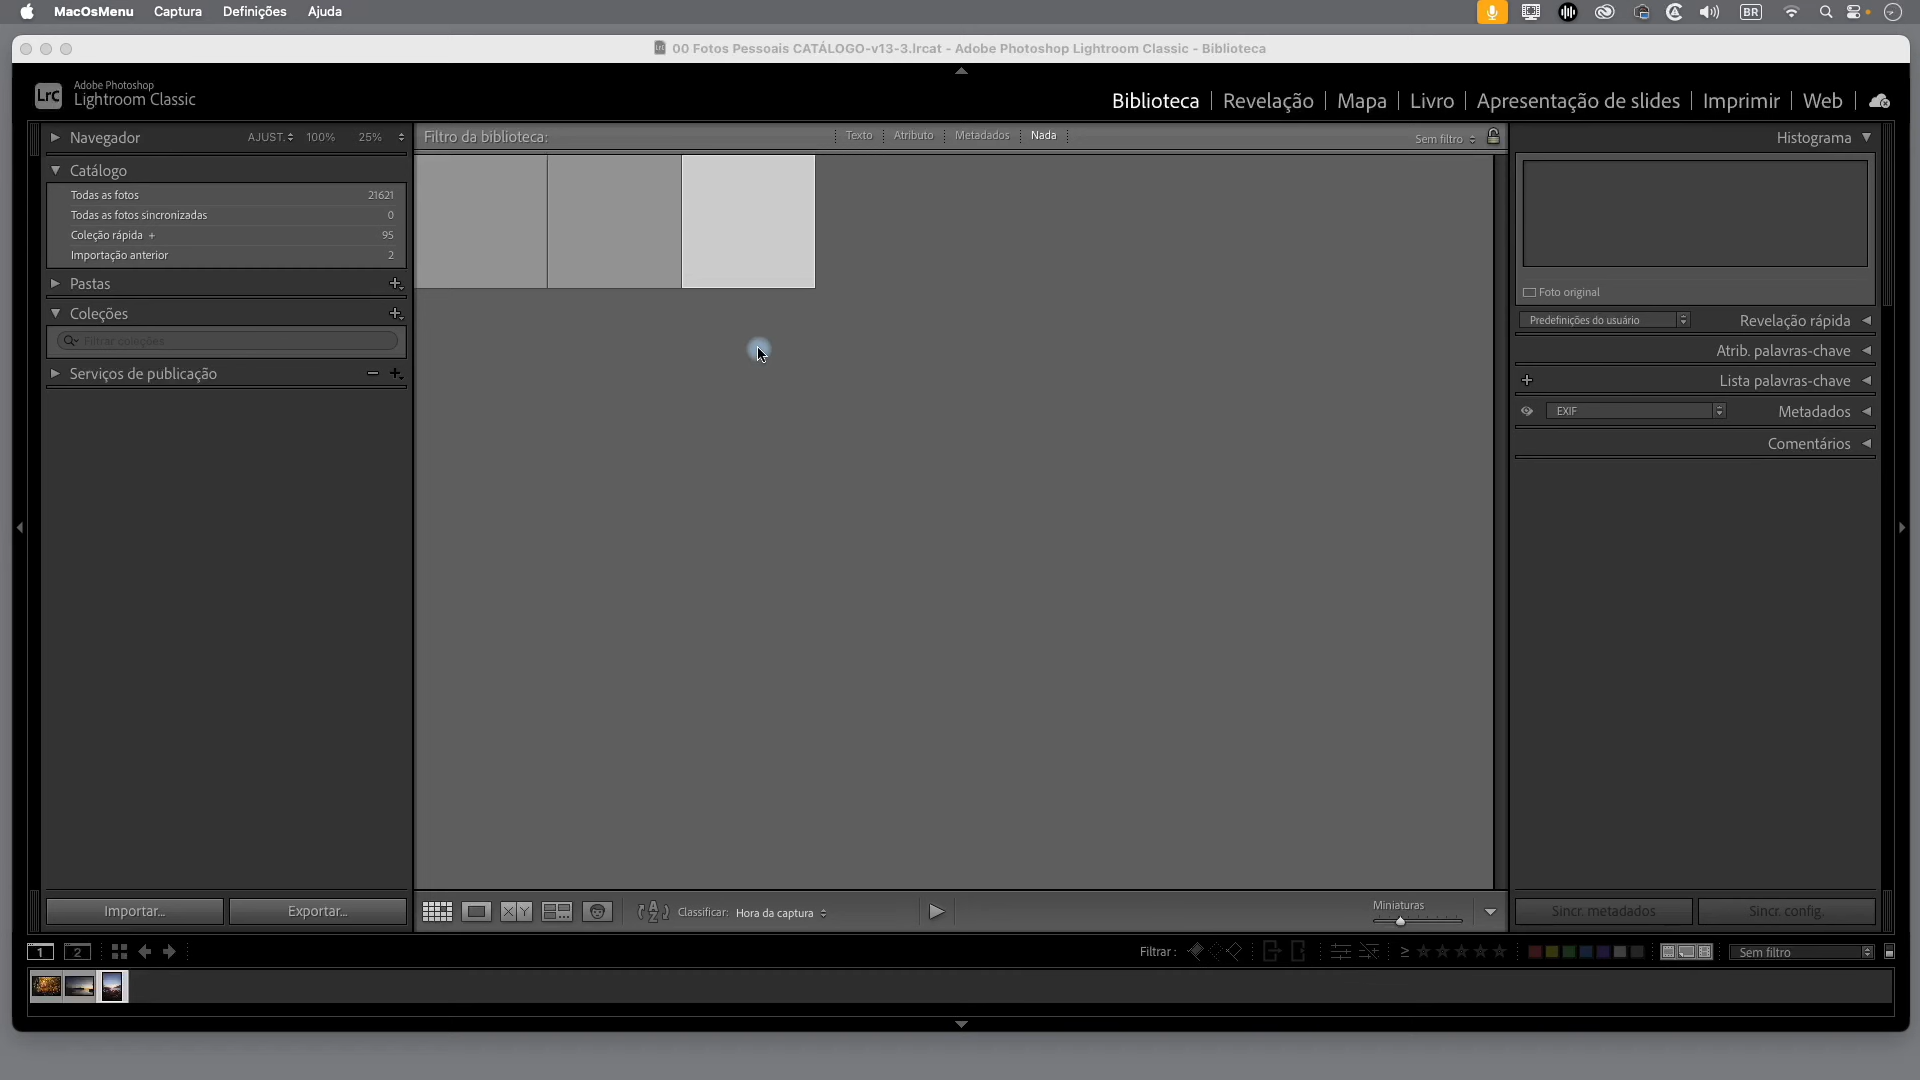 MacOsMenu Captura Definições Ajuda
BR
00 Fotos Pessoais CATÁLOGO-v13-3.lrcat - Adobe Photoshop Lightroom Classic - Biblioteca
LrC
Adobe Photoshop
Lightroom Classic
Biblioteca | Revelação | Mapa | Livro | Apresentação de slides | Imprimir | Web
Navegador AJUST. 100% 25%
Catálogo
Todas as fotos 21621
Todas as fotos sincronizadas 0
Coleção rápida + 95
Importação anterior 2
Pastas
Coleções
Filtrar coleções
Serviços de publicação
Importar...
Exportar...
Filtro da biblioteca: Texto Atributo Metadados Nada Sem filtro
Classificar: Hora da captura
Miniaturas
Histograma
Foto original
Predefinições do usuário Revelação rápida
Atrib. palavras-chave
Lista palavras-chave
EXIF Metadados
Comentários
Sincr. metadados
Sincr. config.
1 2
Filtrar: ≥ Sem filtro